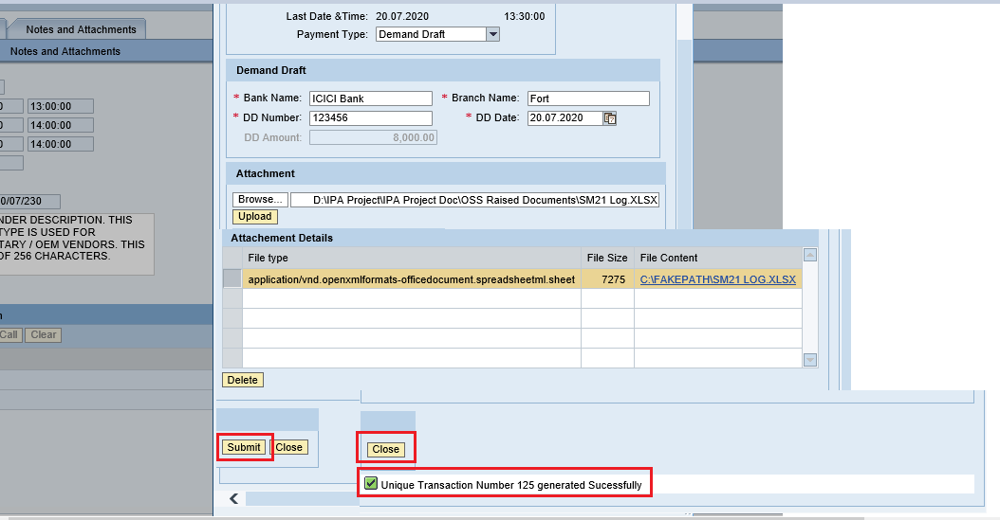 Notes and Attachments
Notes and Attachments
0 13:00:00
0 14:00:00
0 14:00:00
0/07/230
NDER DESCRIPTION. THIS
TYPE IS USED FOR
TARY / OEM VENDORS. THIS
OF 256 CHARACTERS.
n
Call Clear
Last Date &Time: 20.07.2020 13:30:00
Payment Type: Demand Draft
Demand Draft
* Bank Name: ICICI Bank * Branch Name: Fort
* DD Number: 123456 * DD Date: 20.07.2020
DD Amount: 8,000.00
Attachment
Browse... D:\IPA Project\IPA Project Doc\OSS Raised Documents\SM21 Log.XLSX
Upload
Attachement Details
File type File Size File Content
application/vnd.openxmlformats-officedocument.spreadsheetml.sheet 7275 C:\FAKEPATH\SM21 LOG.XLSX
Delete
Submit Close
Close
Unique Transaction Number 125 generated Sucessfully